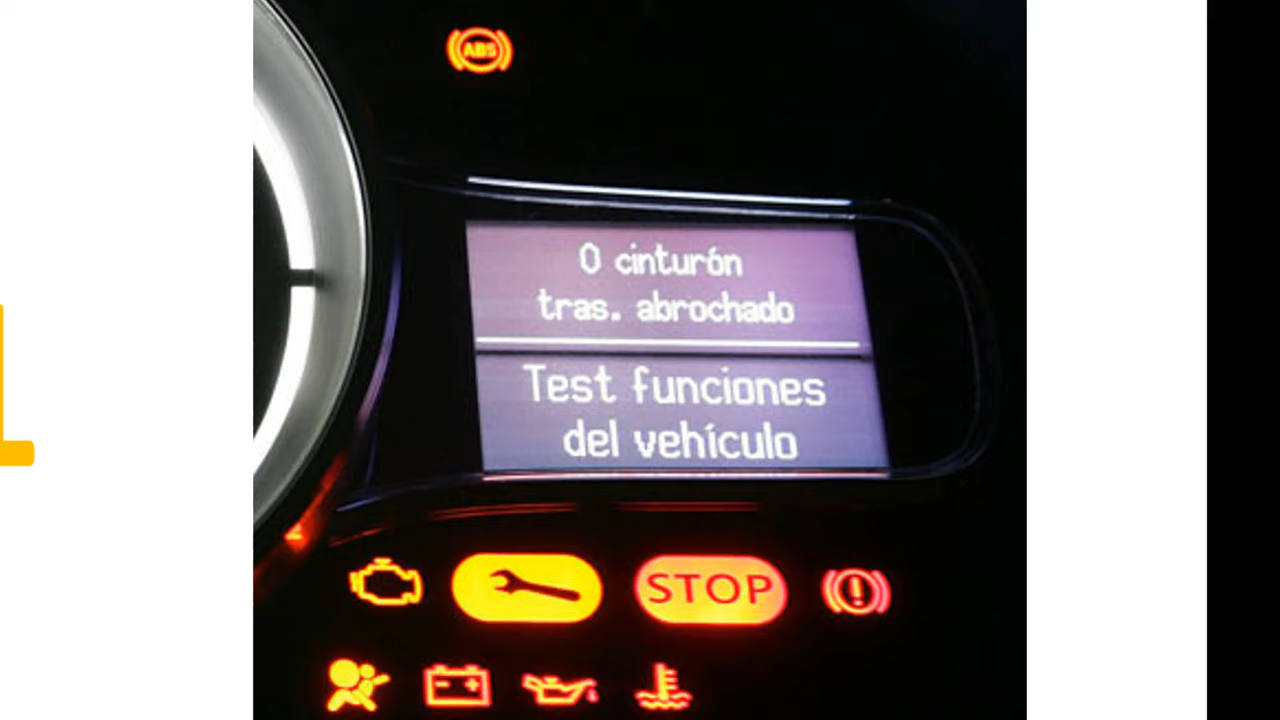 ABS
0 cinturón
tras. abrochado
Test funciones
del vehículo
STOP